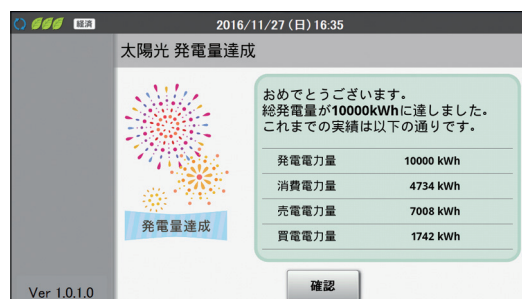 経済 2016/11/27 (日) 16:35
太陽光 発電量達成
おめでとうございます。
総発電量が10000kWhに達しました。
これまでの実績は以下の通りです。
発電電力量 10000 kWh
消費電力量 4734 kWh
売電電力量 7008 kWh
買電電力量 1742 kWh
発電量達成
確認
Ver 1.0.1.0